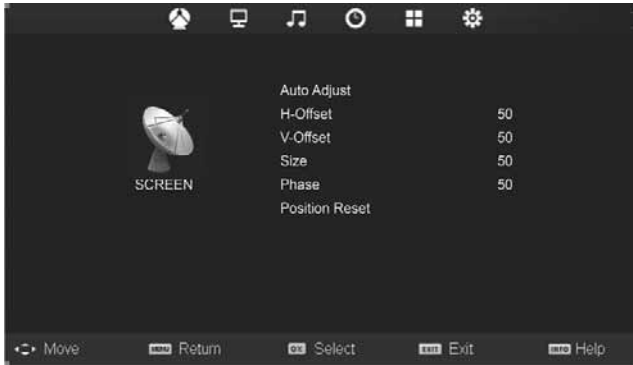 Auto Adjust
H-Offset 50
V-Offset 50
Size 50
SCREEN
Phase 50
Position Reset
Move MENU Return OK Select EXIT Exit INFO Help